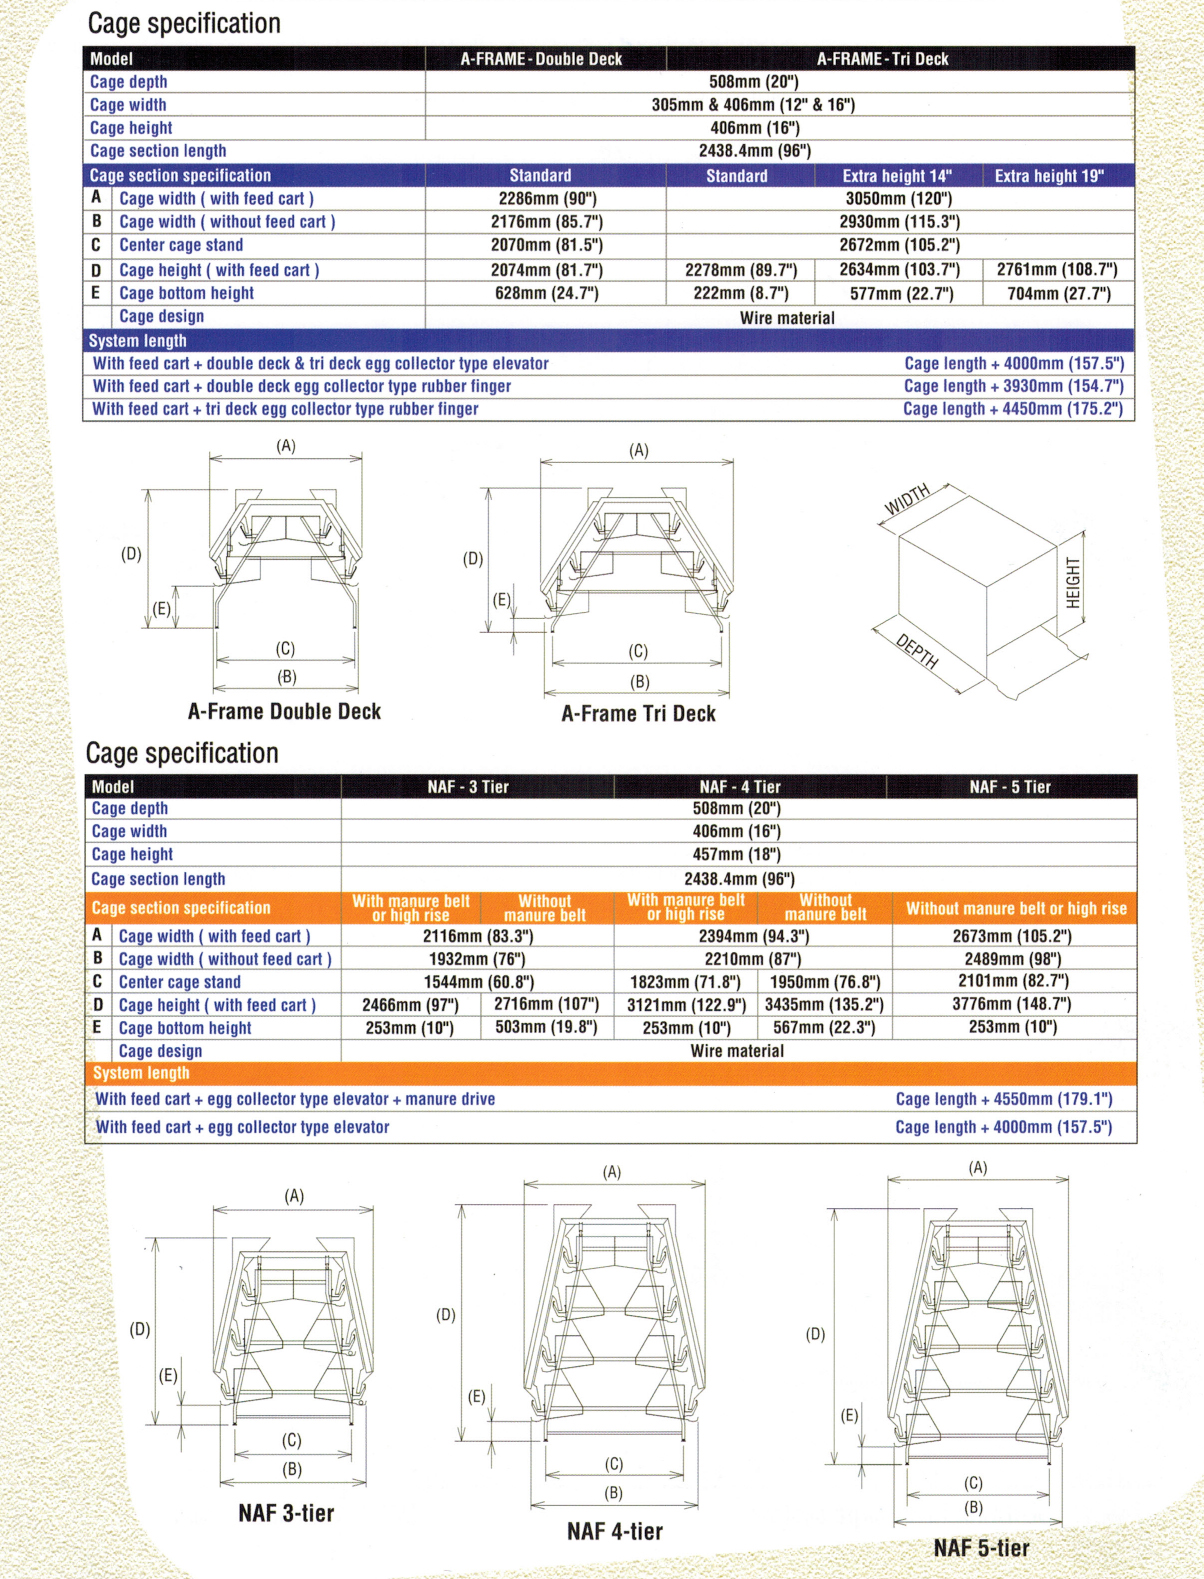 Cage specification
Model A-FRAME - Double Deck A-FRAME - Tri Deck
Cage depth 508mm (20")
Cage width 305mm & 406mm (12" & 16")
Cage height 406mm (16")
Cage section length 2438.4mm (96")
Cage section specification Standard Standard Extra height 14" Extra height 19"
A Cage width ( with feed cart ) 2286mm (90") 3050mm (120")
B Cage width ( without feed cart ) 2176mm (85.7") 2930mm (115.3")
C Center cage stand 2070mm (81.5") 2672mm (105.2")
D Cage height ( with feed cart ) 2074mm (81.7") 2278mm (89.7") 2634mm (103.7") 2761mm (108.7")
E Cage bottom height 628mm (24.7") 222mm (8.7") 577mm (22.7") 704mm (27.7")
Cage design Wire material
System length
With feed cart + double deck & tri deck egg collector type elevator Cage length + 4000mm (157.5")
With feed cart + double deck egg collector type rubber finger Cage length + 3930mm (154.7")
With feed cart + tri deck egg collector type rubber finger Cage length + 4450mm (175.2")
(A) (A)
WIDTH
(D) (D)
HEIGHT
(E) (E)
(C) (C)
DEPTH
(B) (B)
A-Frame Double Deck A-Frame Tri Deck
Cage specification
Model NAF - 3 Tier NAF - 4 Tier NAF - 5 Tier
Cage depth 508mm (20")
Cage width 406mm (16")
Cage height 457mm (18")
Cage section length 2438.4mm (96")
Cage section specification With manure belt or high rise Without manure belt With manure belt or high rise Without manure belt Without manure belt or high rise
A Cage width ( with feed cart ) 2116mm (83.3") 2394mm (94.3") 2673mm (105.2")
B Cage width ( without feed cart ) 1932mm (76") 2210mm (87") 2489mm (98")
C Center cage stand 1544mm (60.8") 1823mm (71.8") 1950mm (76.8") 2101mm (82.7")
D Cage height ( with feed cart ) 2466mm (97") 2716mm (107") 3121mm (122.9") 3435mm (135.2") 3776mm (148.7")
E Cage bottom height 253mm (10") 503mm (19.8") 253mm (10") 567mm (22.3") 253mm (10")
Cage design Wire material
System length
With feed cart + egg collector type elevator + manure drive Cage length + 4550mm (179.1")
With feed cart + egg collector type elevator Cage length + 4000mm (157.5")
(A) (A) (A)
(D) (D) (D)
(E) (E) (E)
(C) (C) (C)
(B) (B) (B)
NAF 3-tier NAF 4-tier NAF 5-tier